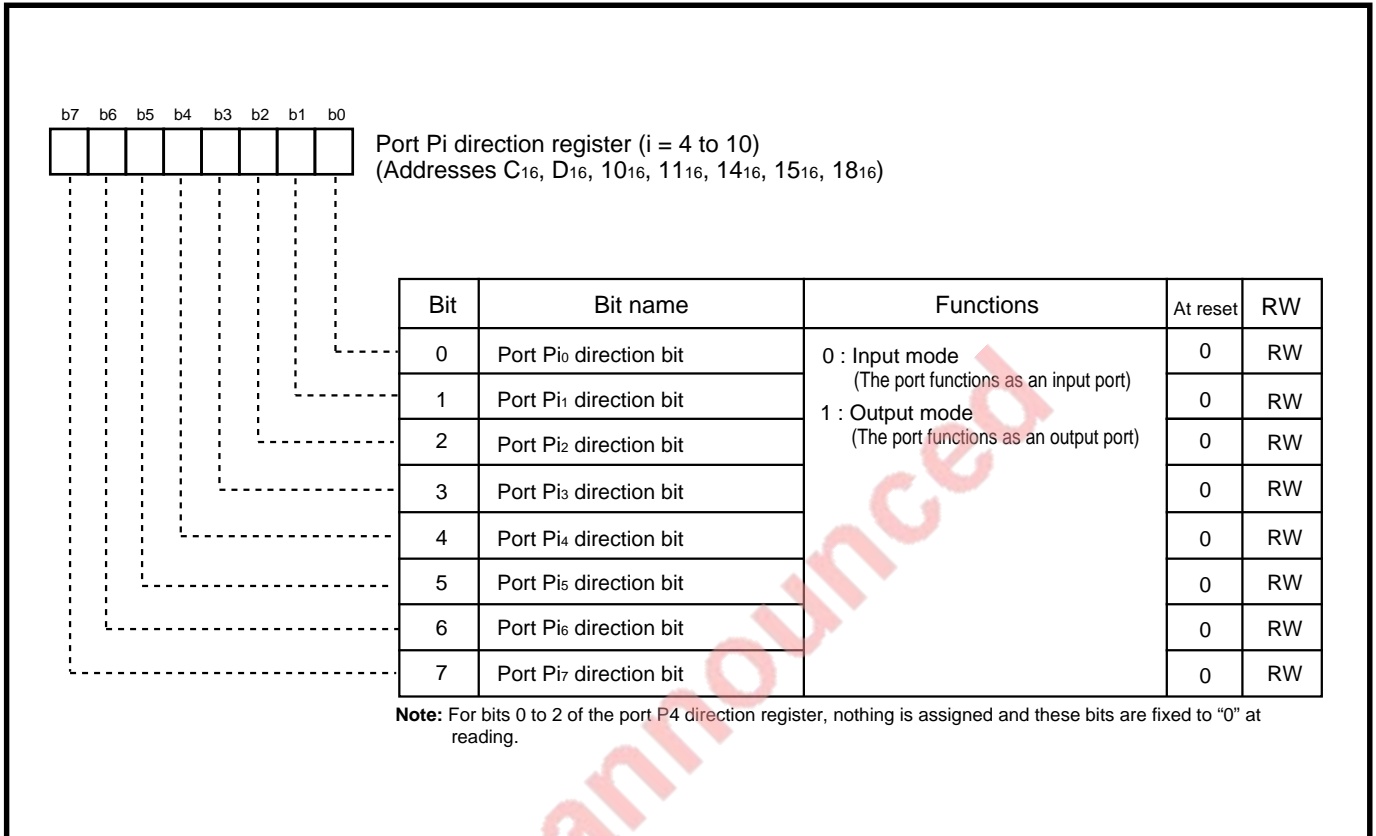 b7 b6 b5 b4 b3 b2 b1 b0
Port Pi direction register (i = 4 to 10)
(Addresses C16, D16, 1016, 1116, 1416, 1516, 1816)
Bit Bit name Functions At reset RW
0 Port Pi0 direction bit 0 : Input mode 0 RW
(The port functions as an input port)
1 Port Pi1 direction bit 0 RW
1 : Output mode
2 Port Pi2 direction bit (The port functions as an output port) 0 RW
3 Port Pi3 direction bit 0 RW
4 Port Pi4 direction bit 0 RW
5 Port Pi5 direction bit 0 RW
6 Port Pi6 direction bit 0 RW
7 Port Pi7 direction bit 0 RW
Note: For bits 0 to 2 of the port P4 direction register, nothing is assigned and these bits are fixed to “0” at
reading.
announced